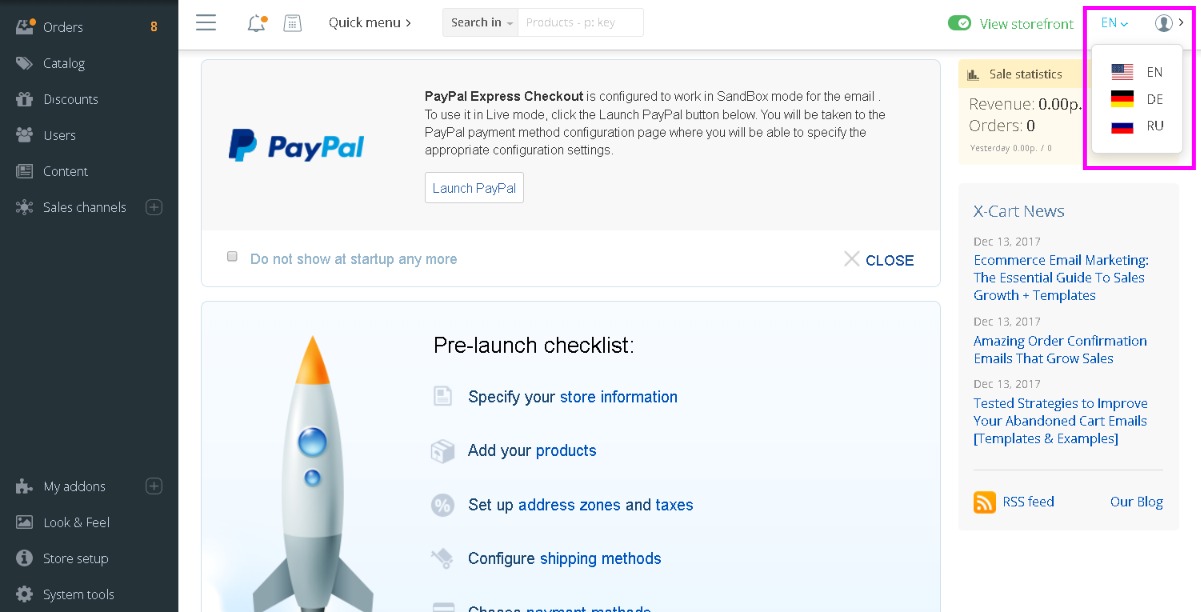 Orders 8
Catalog
Discounts
Users
Content
Sales channels
My addons
Look & Feel
Store setup
System tools
Quick menu
Search in Products - p: key
View storefront EN
EN
DE
RU
PayPal
PayPal Express Checkout is configured to work in SandBox mode for the email .
To use it in Live mode, click the Launch PayPal button below. You will be taken to the
PayPal payment method configuration page where you will be able to specify the
appropriate configuration settings.
Launch PayPal
Do not show at startup any more
CLOSE
Pre-launch checklist:
Specify your store information
Add your products
% Set up address zones and taxes
Configure shipping methods
Choose payment methods
Sale statistics
Revenue: 0.00р.
Orders: 0
Yesterday 0.00р. / 0
X-Cart News
Dec 13, 2017
Ecommerce Email Marketing:
The Essential Guide To Sales
Growth + Templates
Dec 13, 2017
Amazing Order Confirmation
Emails That Grow Sales
Dec 13, 2017
Tested Strategies to Improve
Your Abandoned Cart Emails
[Templates & Examples]
RSS feed Our Blog